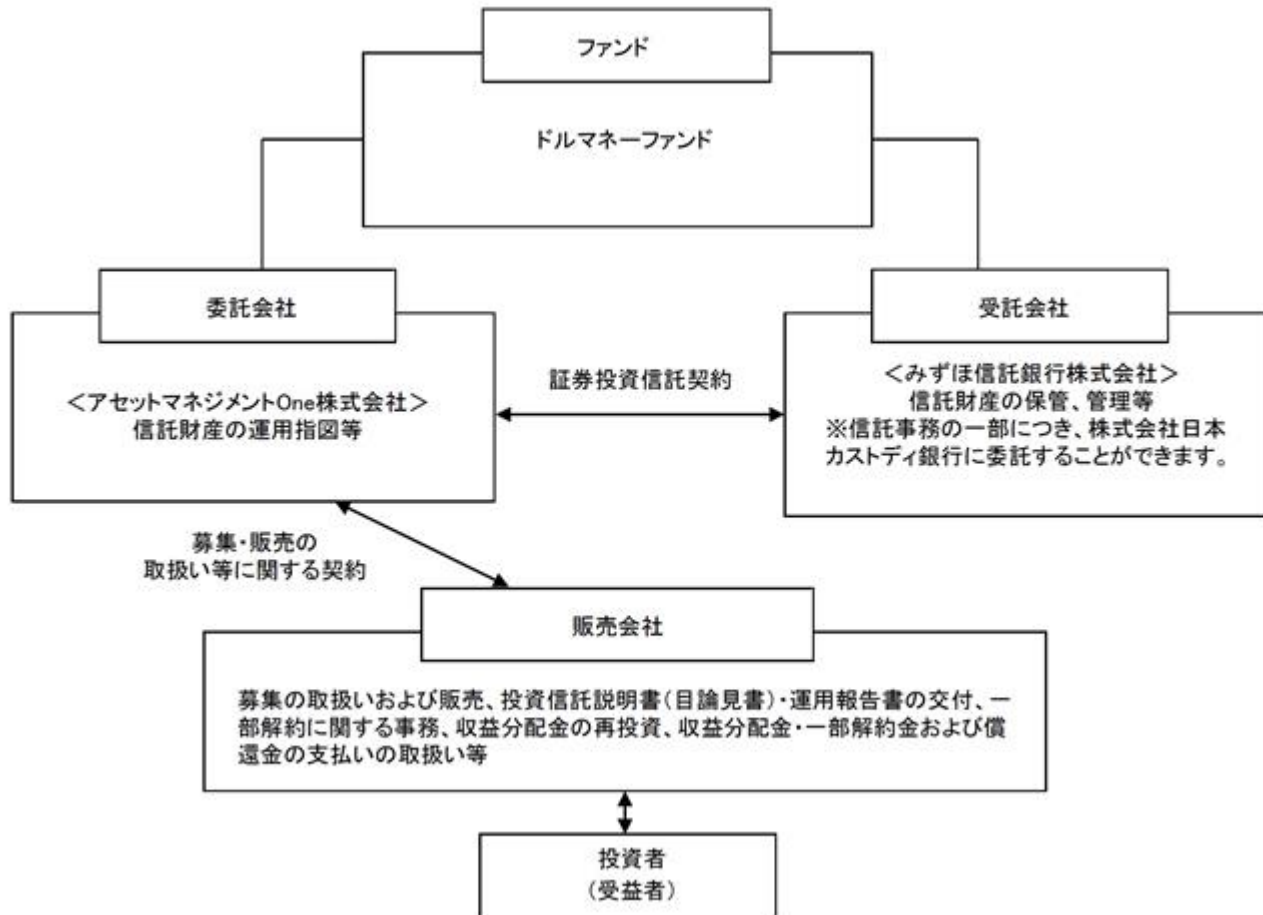 ファンド
ドルマネーファンド
委託会社
受託会社
＜アセットマネジメントOne株式会社＞
信託財産の運用指図等
証券投資信託契約
＜みずほ信託銀行株式会社＞
信託財産の保管、管理等
※信託事務の一部につき、株式会社日本
カストディ銀行に委託することができます。
募集・販売の
取扱い等に関する契約
販売会社
募集の取扱いおよび販売、投資信託説明書（目論見書）・運用報告書の交付、一
部解約に関する事務、収益分配金の再投資、収益分配金・一部解約金および償
還金の支払いの取扱い等
投資者
（受益者）